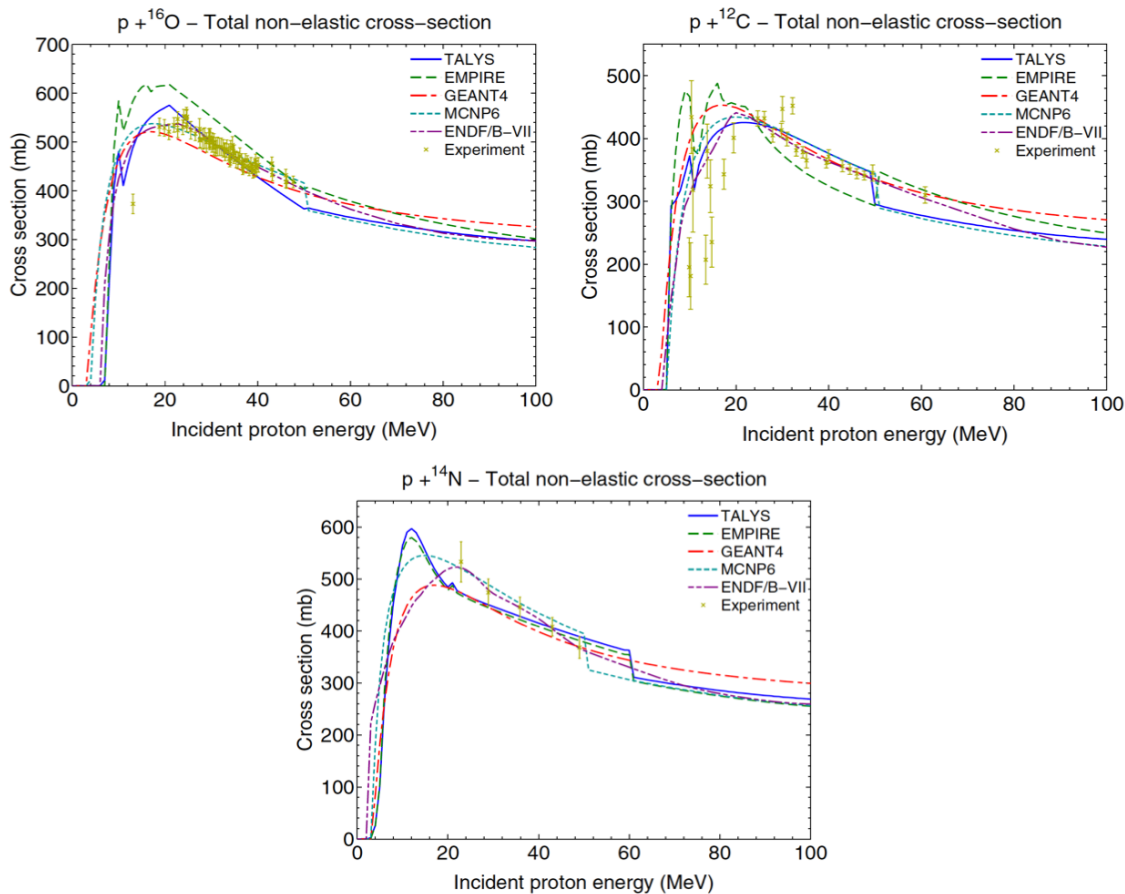 p +16O − Total non−elastic cross−section
700
600
500
400
300
200
100
0
Cross section (mb)
TALYS
EMPIRE
GEANT4
MCNP6
ENDF/B−VII
Experiment
0 20 40 60 80 100
Incident proton energy (MeV)
p +12C − Total non−elastic cross−section
500
400
300
200
100
0
Cross section (mb)
TALYS
EMPIRE
GEANT4
MCNP6
ENDF/B−VII
Experiment
0 20 40 60 80 100
Incident proton energy (MeV)
p +14N − Total non−elastic cross−section
600
500
400
300
200
100
0
Cross section (mb)
TALYS
EMPIRE
GEANT4
MCNP6
ENDF/B−VII
Experiment
0 20 40 60 80 100
Incident proton energy (MeV)